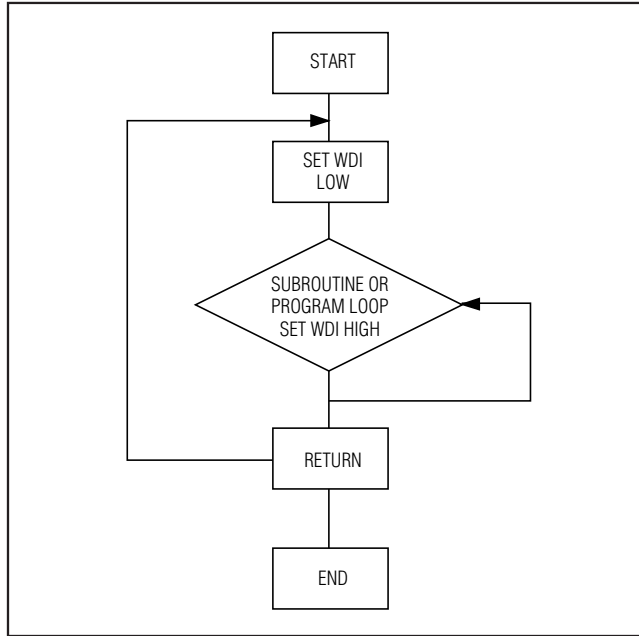 START
SET WDI
LOW
SUBROUTINE OR
PROGRAM LOOP
SET WDI HIGH
RETURN
END